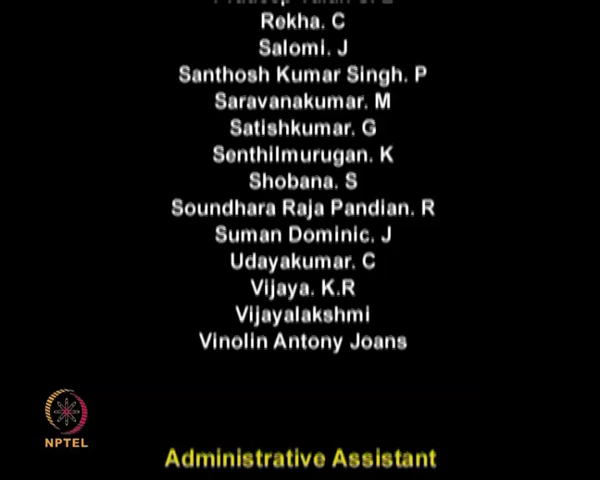 Rekha. C
Salomi. J
Santhosh Kumar Singh. P
Saravanakumar. M
Satishkumar. G
Senthilmurugan. K
Shobana. S
Soundhara Raja Pandian. R
Suman Dominic. J
Udayakumar. C
Vijaya. K.R
Vijayalakshmi
Vinolin Antony Joans
NPTEL
Administrative Assistant